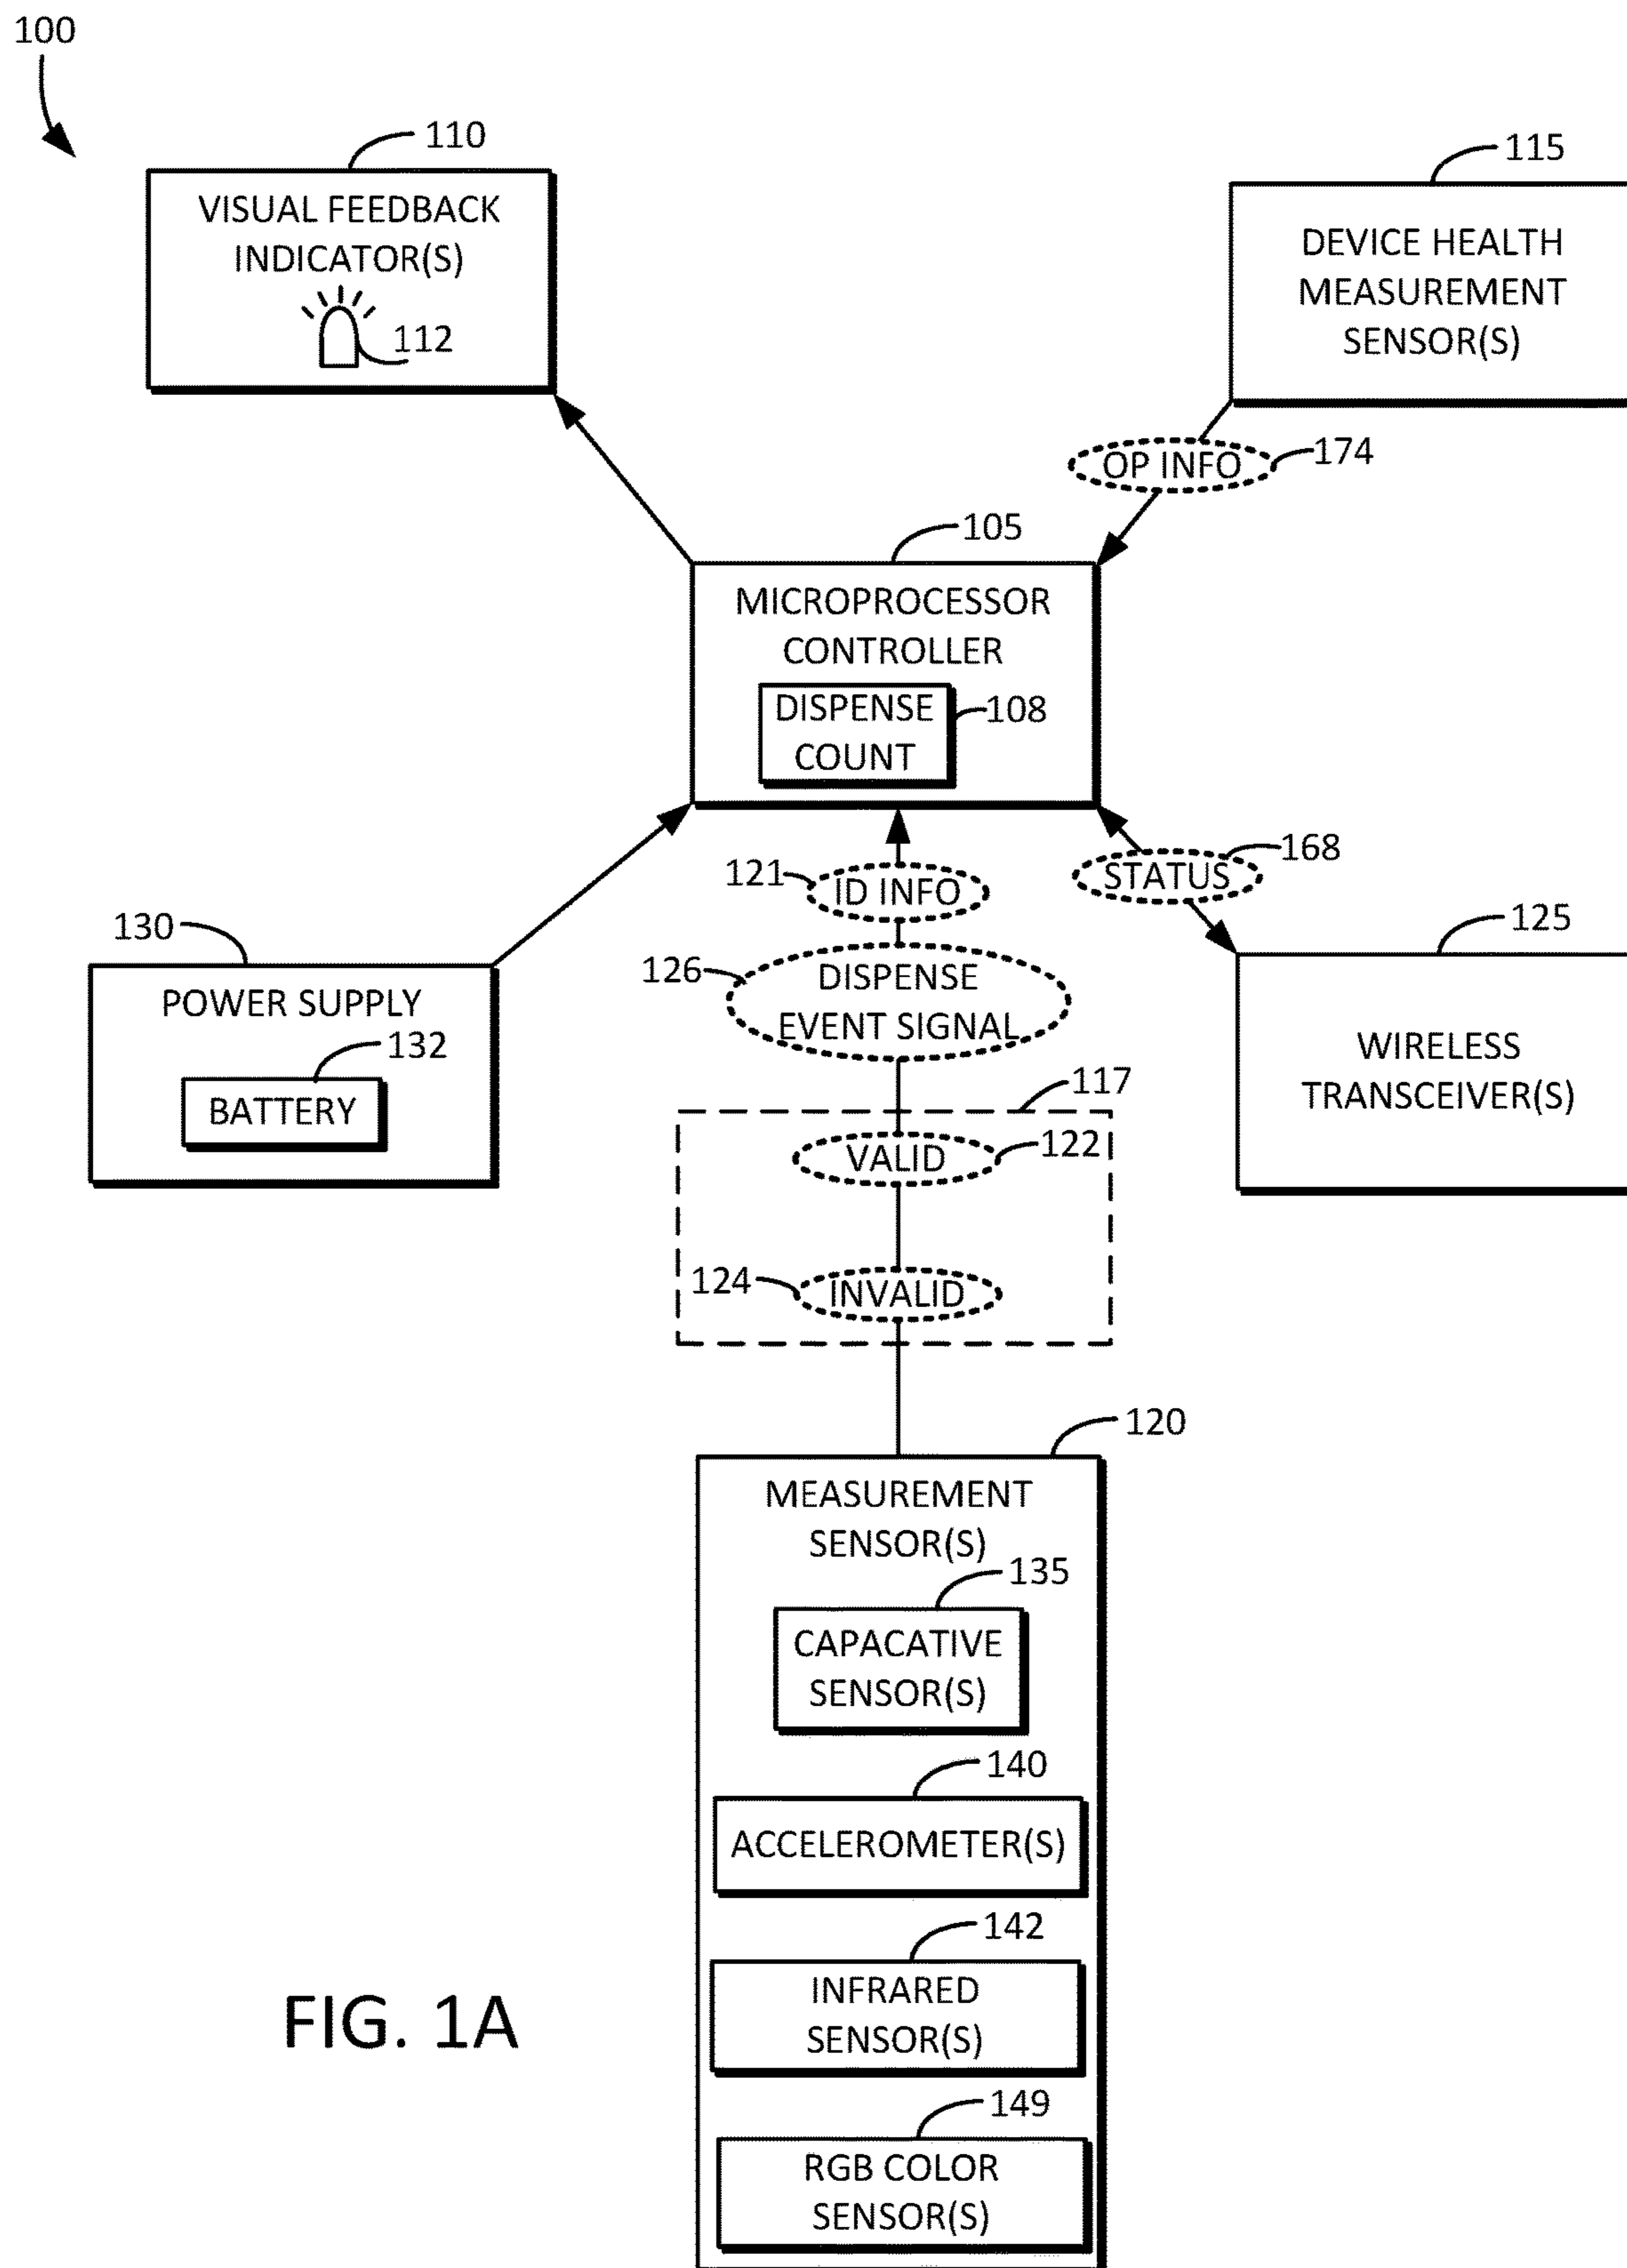 100
110
VISUAL FEEDBACK
INDICATOR(S)
112
115
DEVICE HEALTH
MEASUREMENT
SENSOR(S)
OP INFO
174
105
MICROPROCESSOR
CONTROLLER
DISPENSE
COUNT
108
121
ID INFO
STATUS
168
130
POWER SUPPLY
132
BATTERY
126
DISPENSE
EVENT SIGNAL
125
WIRELESS
TRANSCEIVER(S)
117
VALID
122
124
INVALID
120
MEASUREMENT
SENSOR(S)
135
CAPACATIVE
SENSOR(S)
140
ACCELEROMETER(S)
142
INFRARED
SENSOR(S)
149
RGB COLOR
SENSOR(S)
FIG. 1A